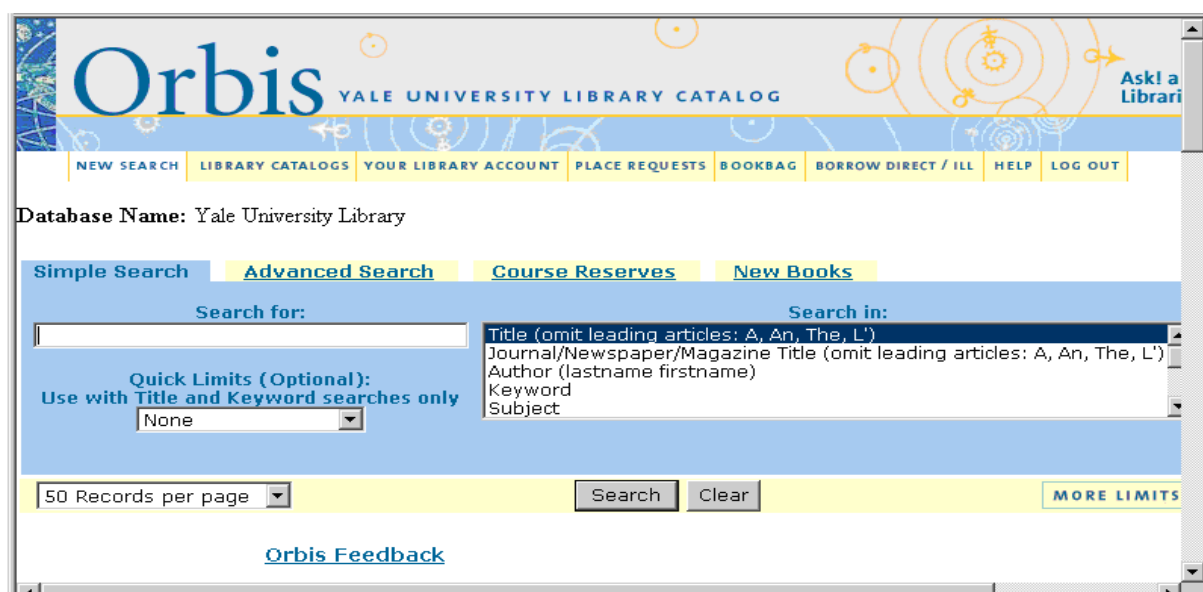 Orbis YALE UNIVERSITY LIBRARY CATALOG
Ask! a
Librari
NEW SEARCH LIBRARY CATALOGS YOUR LIBRARY ACCOUNT PLACE REQUESTS BOOKBAG BORROW DIRECT / ILL HELP LOG OUT
Database Name: Yale University Library
Simple Search Advanced Search Course Reserves New Books
Search for: Search in:
Title (omit leading articles: A, An, The, L')
Journal/Newspaper/Magazine Title (omit leading articles: A, An, The, L')
Author (lastname firstname)
Keyword
Subject
Quick Limits (Optional):
Use with Title and Keyword searches only
None
50 Records per page Search Clear MORE LIMITS
Orbis Feedback